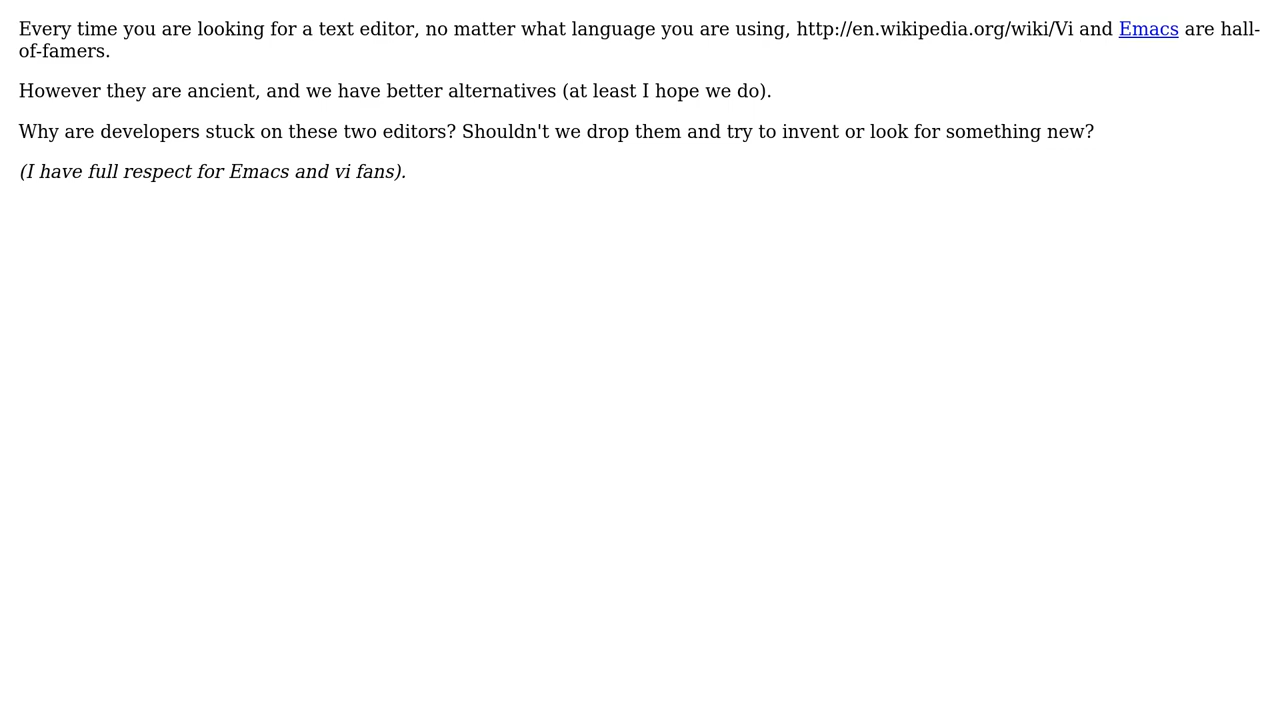 Every time you are looking for a text editor, no matter what language you are using, http://en.wikipedia.org/wiki/Vi and Emacs are hall-
of-famers.
However they are ancient, and we have better alternatives (at least I hope we do).
Why are developers stuck on these two editors? Shouldn't we drop them and try to invent or look for something new?
(I have full respect for Emacs and vi fans).